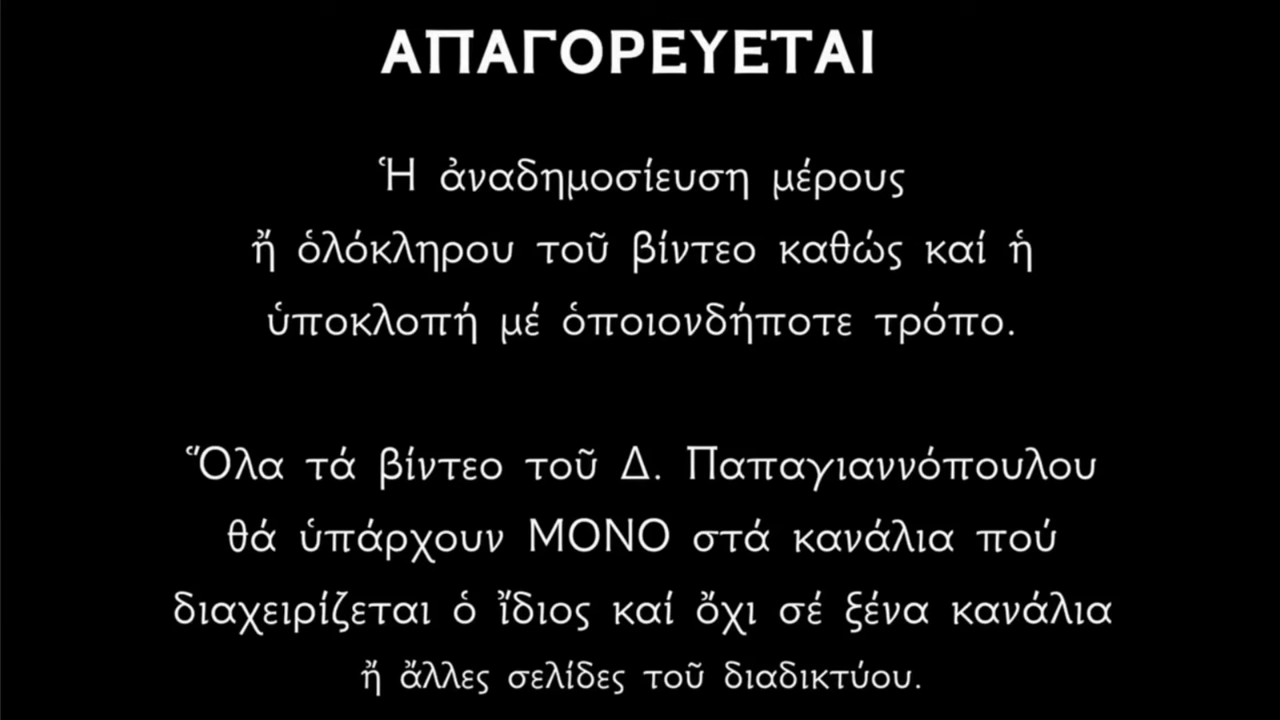 ΑΠΑΓΟΡΕΥΕΤΑΙ
Ἡ ἀναδημοσίευση μέρους
ἤ ὁλόκληρου τοῦ βίντεο καθώς καί ἡ
ὑποκλοπή μέ ὁποιονδήποτε τρόπο.
Ὅλα τά βίντεο τοῦ Δ. Παπαγιαννόπουλου
θά ὑπάρχουν ΜΟΝΟ στά κανάλια πού
διαχειρίζεται ὁ ἴδιος καί ὄχι σέ ξένα κανάλια
ἤ ἄλλες σελίδες τοῦ διαδικτύου.